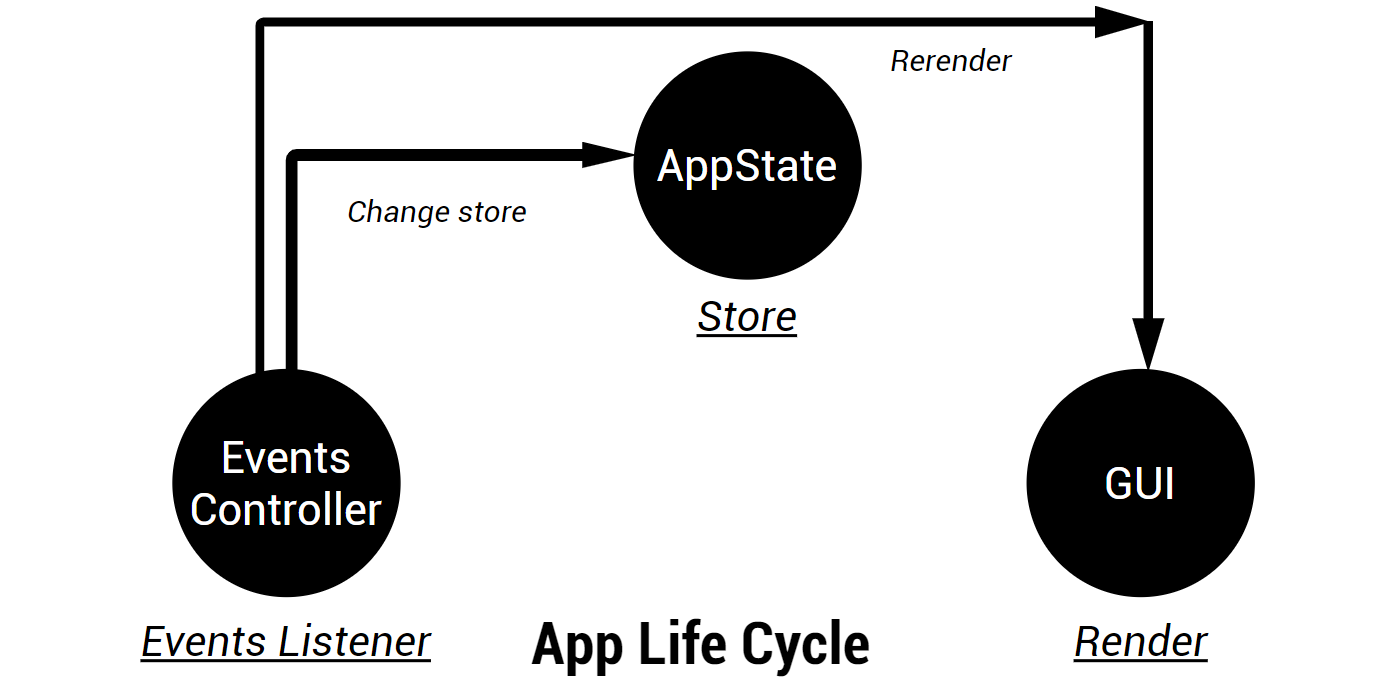 Rerender
AppState
Change store
Store
Events
Controller
GUI
Events Listener
App Life Cycle
Render